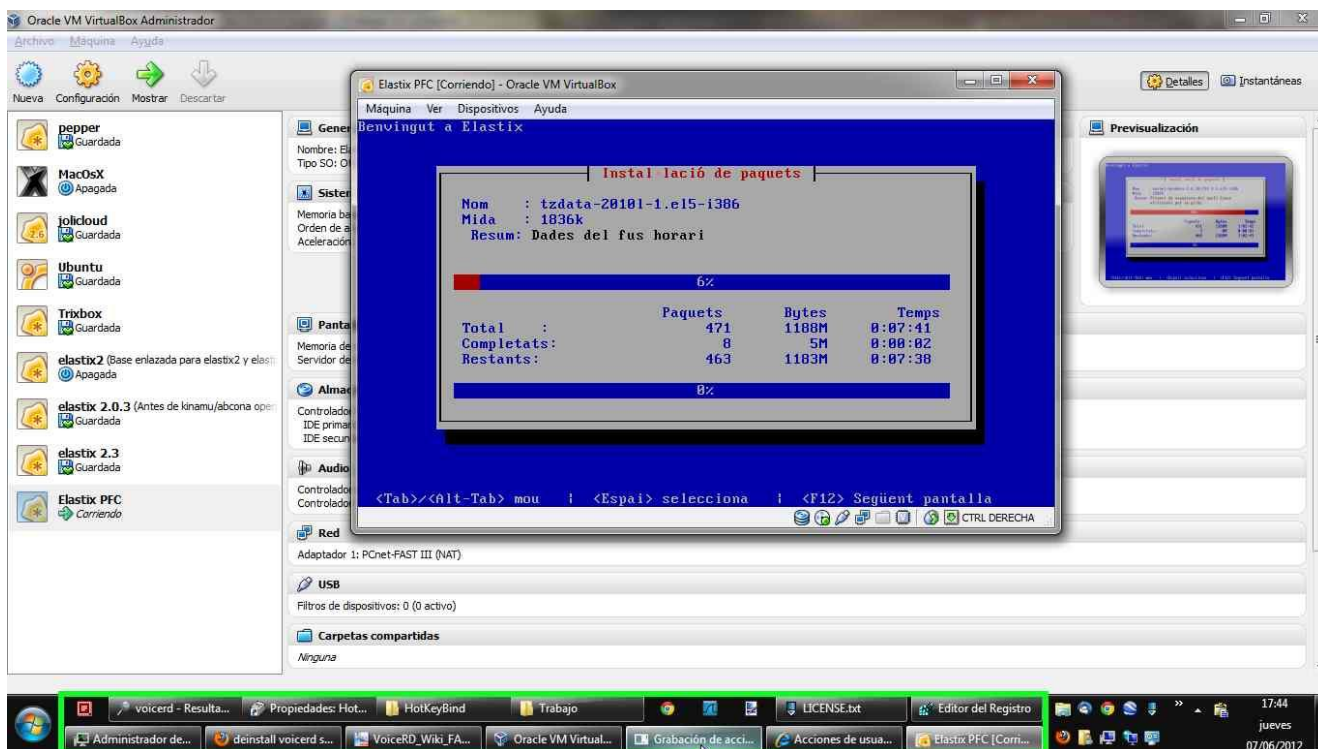 Oracle VM VirtualBox Administrador
Archivo Máquina Ayuda
Nueva Configuración Mostrar Descartar
Detalles Instantáneas
pepper
Guardada
MacOsX
Apagada
jolicloud
Guardada
Ubuntu
Guardada
Trixbox
Guardada
elastix2 (Base enlazada para elastix2 y elast
Apagada
elastix 2.0.3 (Antes de kinamu/abcona open
Guardada
elastix 2.3
Guardada
Elastix PFC
Corriendo
Gener
Nombre: El
Tipo SO: O
Sister
Memoria ba
Orden de a
Aceleración
Panta
Memoria de
Servidor de
Almac
Controlado
IDE primar
IDE secun
Audio
Controlado
Controlado
Red
Adaptador 1: PCnet-FAST III (NAT)
USB
Filtros de dispositivos: 0 (0 activo)
Carpetas compartidas
Ninguna
Previsualización
Elastix PFC [Corriendo] - Oracle VM VirtualBox
Máquina Ver Dispositivos Ayuda
Benvingut a Elastix
Instal·lació de paquets
Nom : tzdata-2010l-1.el5-i386
Mida : 1836k
Resum: Dades del fus horari
6%
Paquets Bytes Temps
Total : 471 1188M 0:07:41
Completats: 8 5M 0:00:02
Restants: 463 1183M 0:07:38
0%
<Tab>/<Alt-Tab> mou | <Espai> selecciona | <F12> Següent pantalla
CTRL DERECHA
voicerd - Resulta... Propiedades: Hot... HotKeyBind Trabajo LICENSE.txt Editor del Registro
Administrador de... deinstall voicerd s... VoiceRD_Wiki_FA... Oracle VM Virtual... Grabación de acci... Acciones de usua... Elastix PFC [Corri...
17:44
jueves
07/06/2012